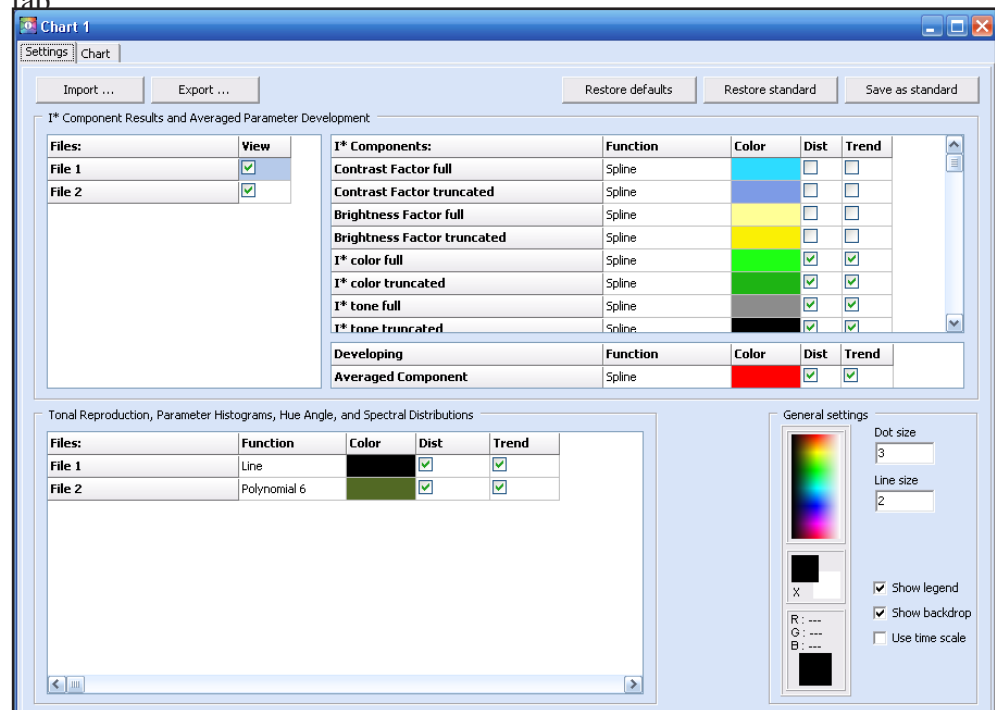 tab
Chart 1
Settings Chart
Import ... Export ... Restore defaults Restore standard Save as standard
I* Component Results and Averaged Parameter Development
Files: View
File 1
File 2
I* Components: Function Color Dist Trend
Contrast Factor full Spline
Contrast Factor truncated Spline
Brightness Factor full Spline
Brightness Factor truncated Spline
I* color full Spline
I* color truncated Spline
I* tone full Spline
I* tone truncated Spline
Developing Function Color Dist Trend
Averaged Component Spline
Tonal Reproduction, Parameter Histograms, Hue Angle, and Spectral Distributions
Files: Function Color Dist Trend
File 1 Line
File 2 Polynomial 6
General settings
Dot size
3
Line size
2
X
R : ---
G : ---
B : ---
Show legend
Show backdrop
Use time scale